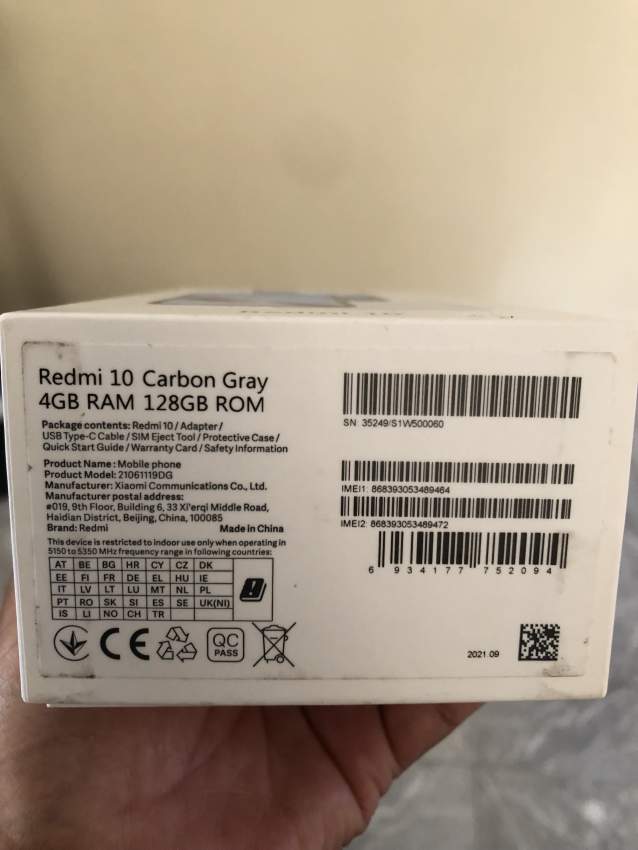 Redmi 10
Redmi 10 Carbon Gray
4GB RAM 128GB ROM
Package contents: Redmi 10 / Adapter /
USB Type-C Cable / SIM Eject Tool / Protective Case /
Quick Start Guide / Warranty Card / Safety Information
Product Name: Mobile phone
Product Model: 21061119DG
Manufacturer: Xiaomi Communications Co., Ltd.
Manufacturer postal address:
#019, 9th Floor, Building 6, 33 Xi'erqi Middle Road,
Haidian District, Beijing, China, 100085
Brand: Redmi Made in China
This device is restricted to indoor use only when operating in
5150 to 5350 MHz frequency range in following countries:
AT BE BG HR CY CZ DK
EE FI FR DE EL HU IE
IT LV LT LU MT NL PL
PT RO SK SI ES SE UK(NI)
IS LI NO CH TR
CE
QC
PASS
SN: 35249/S1W500060
IMEI1: 868393053489464
IMEI2: 868393053489472
6 934177 752094
2021.09